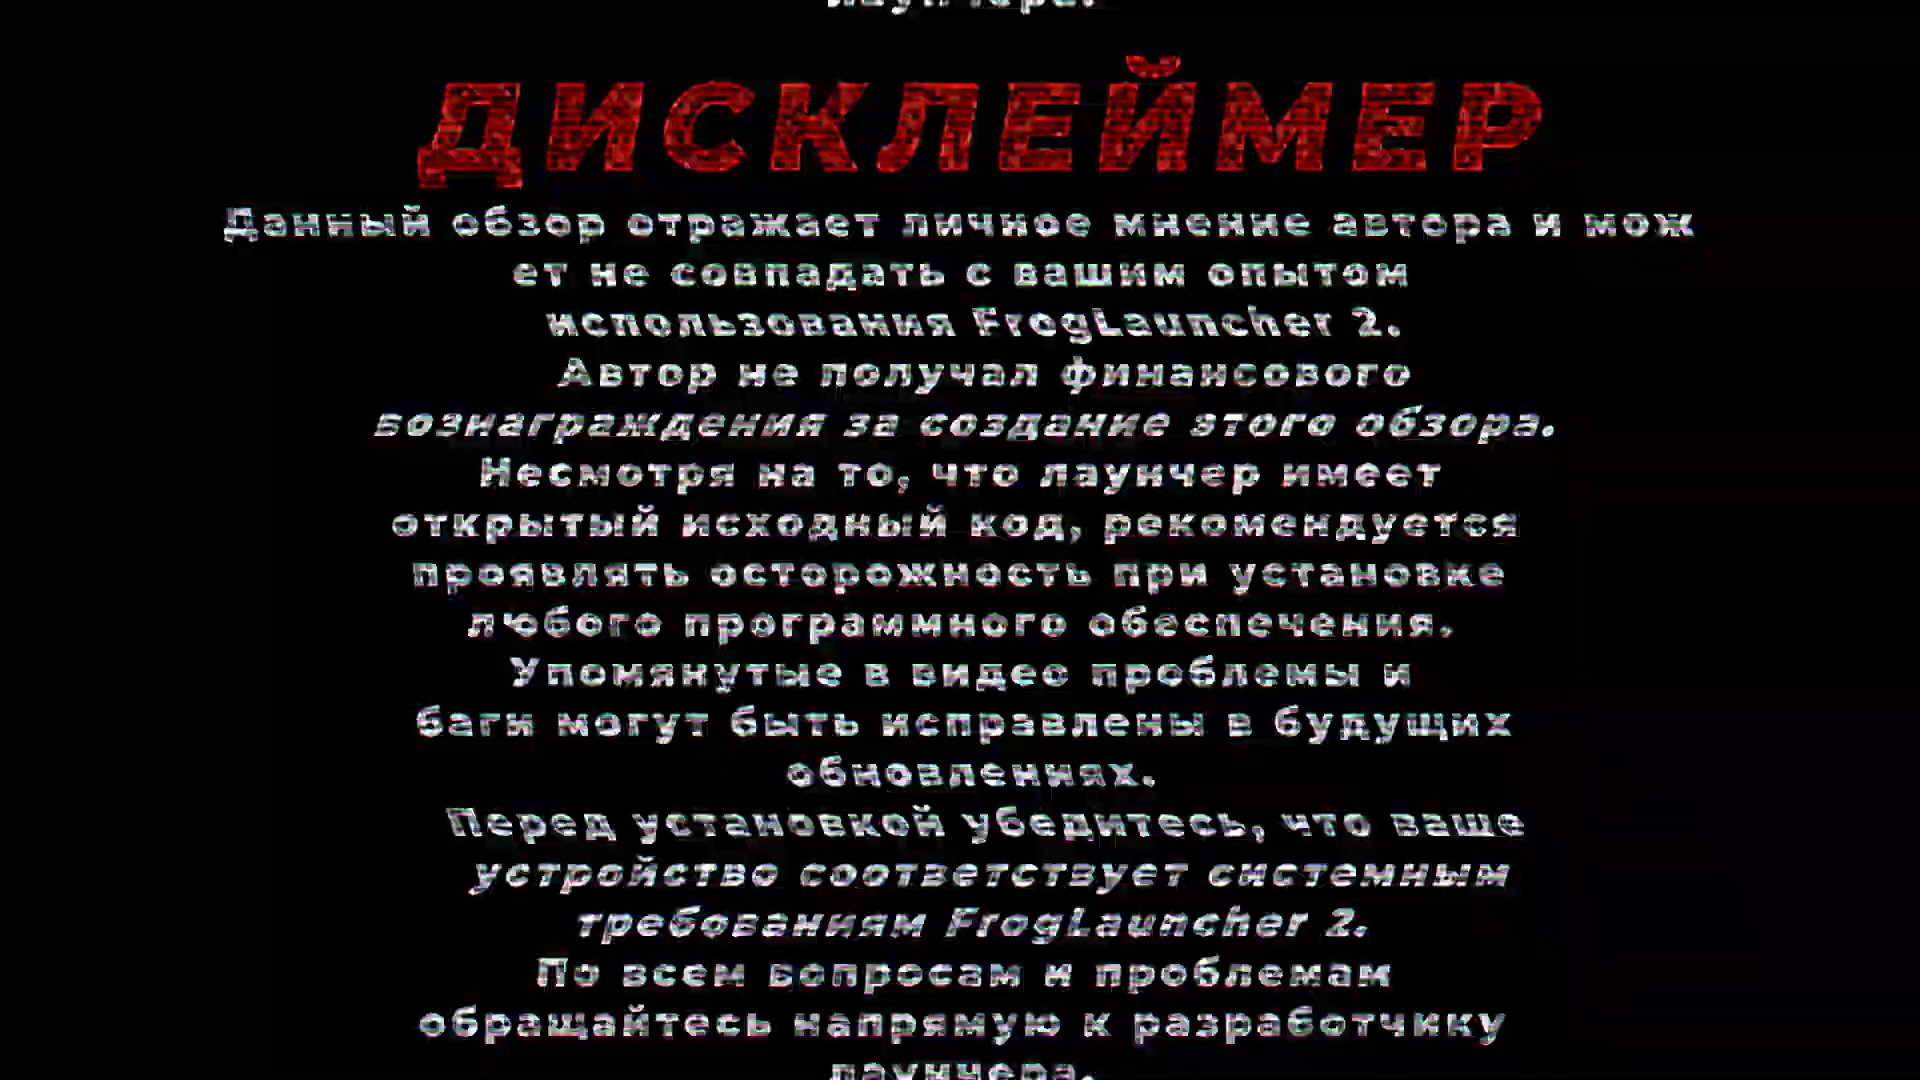 лаунчера.
ДИСКЛЕЙМЕР
Данный обзор отражает личное мнение автора и мож
ет не совпадать с вашим опытом
использования FrogLauncher 2.
Автор не получал финансового
вознаграждения за создание этого обзора.
Несмотря на то, что лаунчер имеет
открытый исходный код, рекомендуется
проявлять осторожность при установке
любого программного обеспечения.
Упомянутые в видео проблемы и
баги могут быть исправлены в будущих
обновлениях.
Перед установкой убедитесь, что ваше
устройство соответствует системным
требованиям FrogLauncher 2.
По всем вопросам и проблемам
обращайтесь напрямую к разработчику
лаунчера.